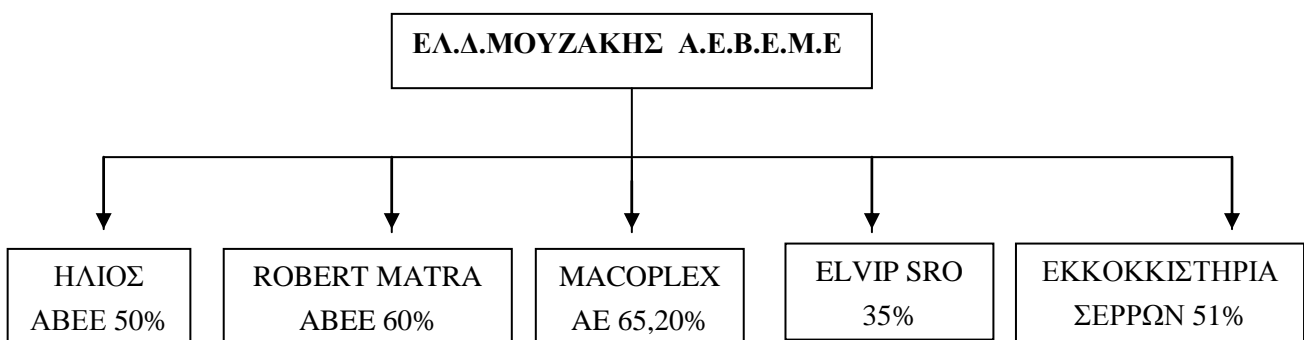 ΕΛ.Δ.ΜΟΥΖΑΚΗΣ Α.Ε.Β.Ε.Μ.Ε
ΗΛΙΟΣ
ΑΒΕΕ 50%
ROBERT MATRA
ΑΒΕΕ 60%
MACOPLEX
ΑΕ 65,20%
ELVIP SRO
35%
ΕΚΚΟΚΚΙΣΤΗΡΙΑ
ΣΕΡΡΩΝ 51%